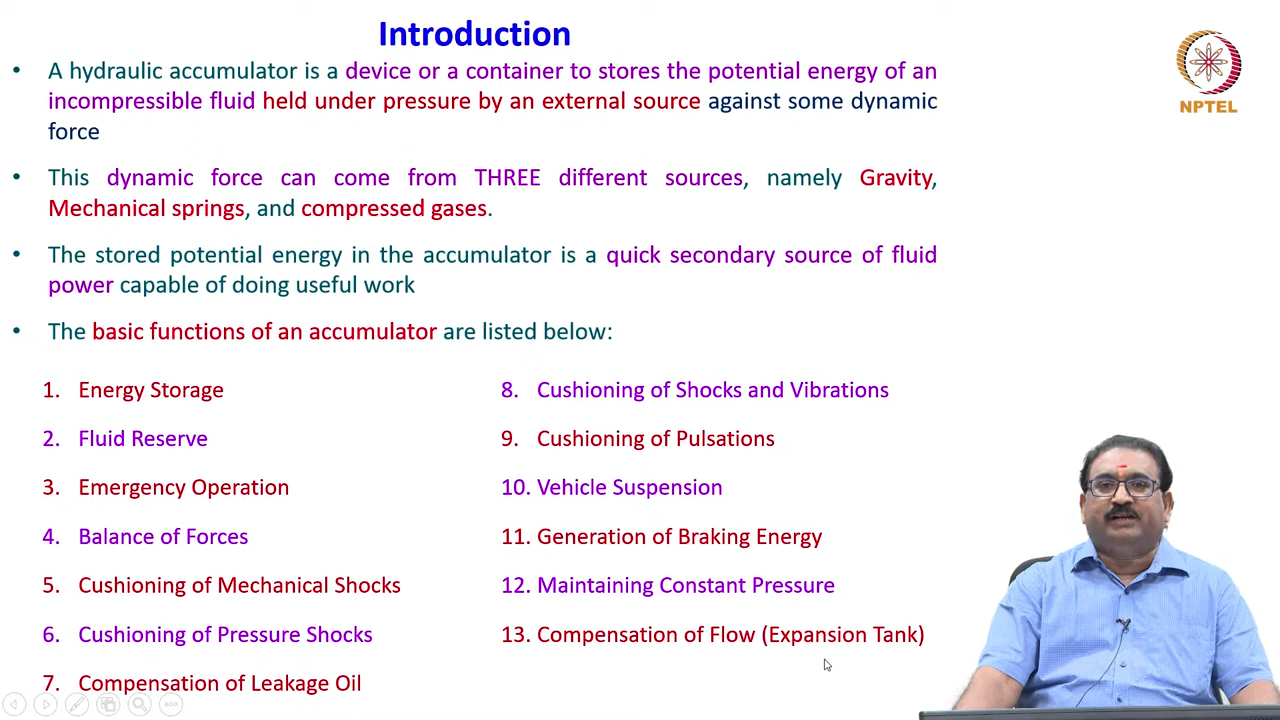 Introduction
NPTEL
• A hydraulic accumulator is a device or a container to stores the potential energy of an
incompressible fluid held under pressure by an external source against some dynamic
force
• This dynamic force can come from THREE different sources, namely Gravity,
Mechanical springs, and compressed gases.
• The stored potential energy in the accumulator is a quick secondary source of fluid
power capable of doing useful work
• The basic functions of an accumulator are listed below:
1. Energy Storage
2. Fluid Reserve
3. Emergency Operation
4. Balance of Forces
5. Cushioning of Mechanical Shocks
6. Cushioning of Pressure Shocks
7. Compensation of Leakage Oil
8. Cushioning of Shocks and Vibrations
9. Cushioning of Pulsations
10. Vehicle Suspension
11. Generation of Braking Energy
12. Maintaining Constant Pressure
13. Compensation of Flow (Expansion Tank)